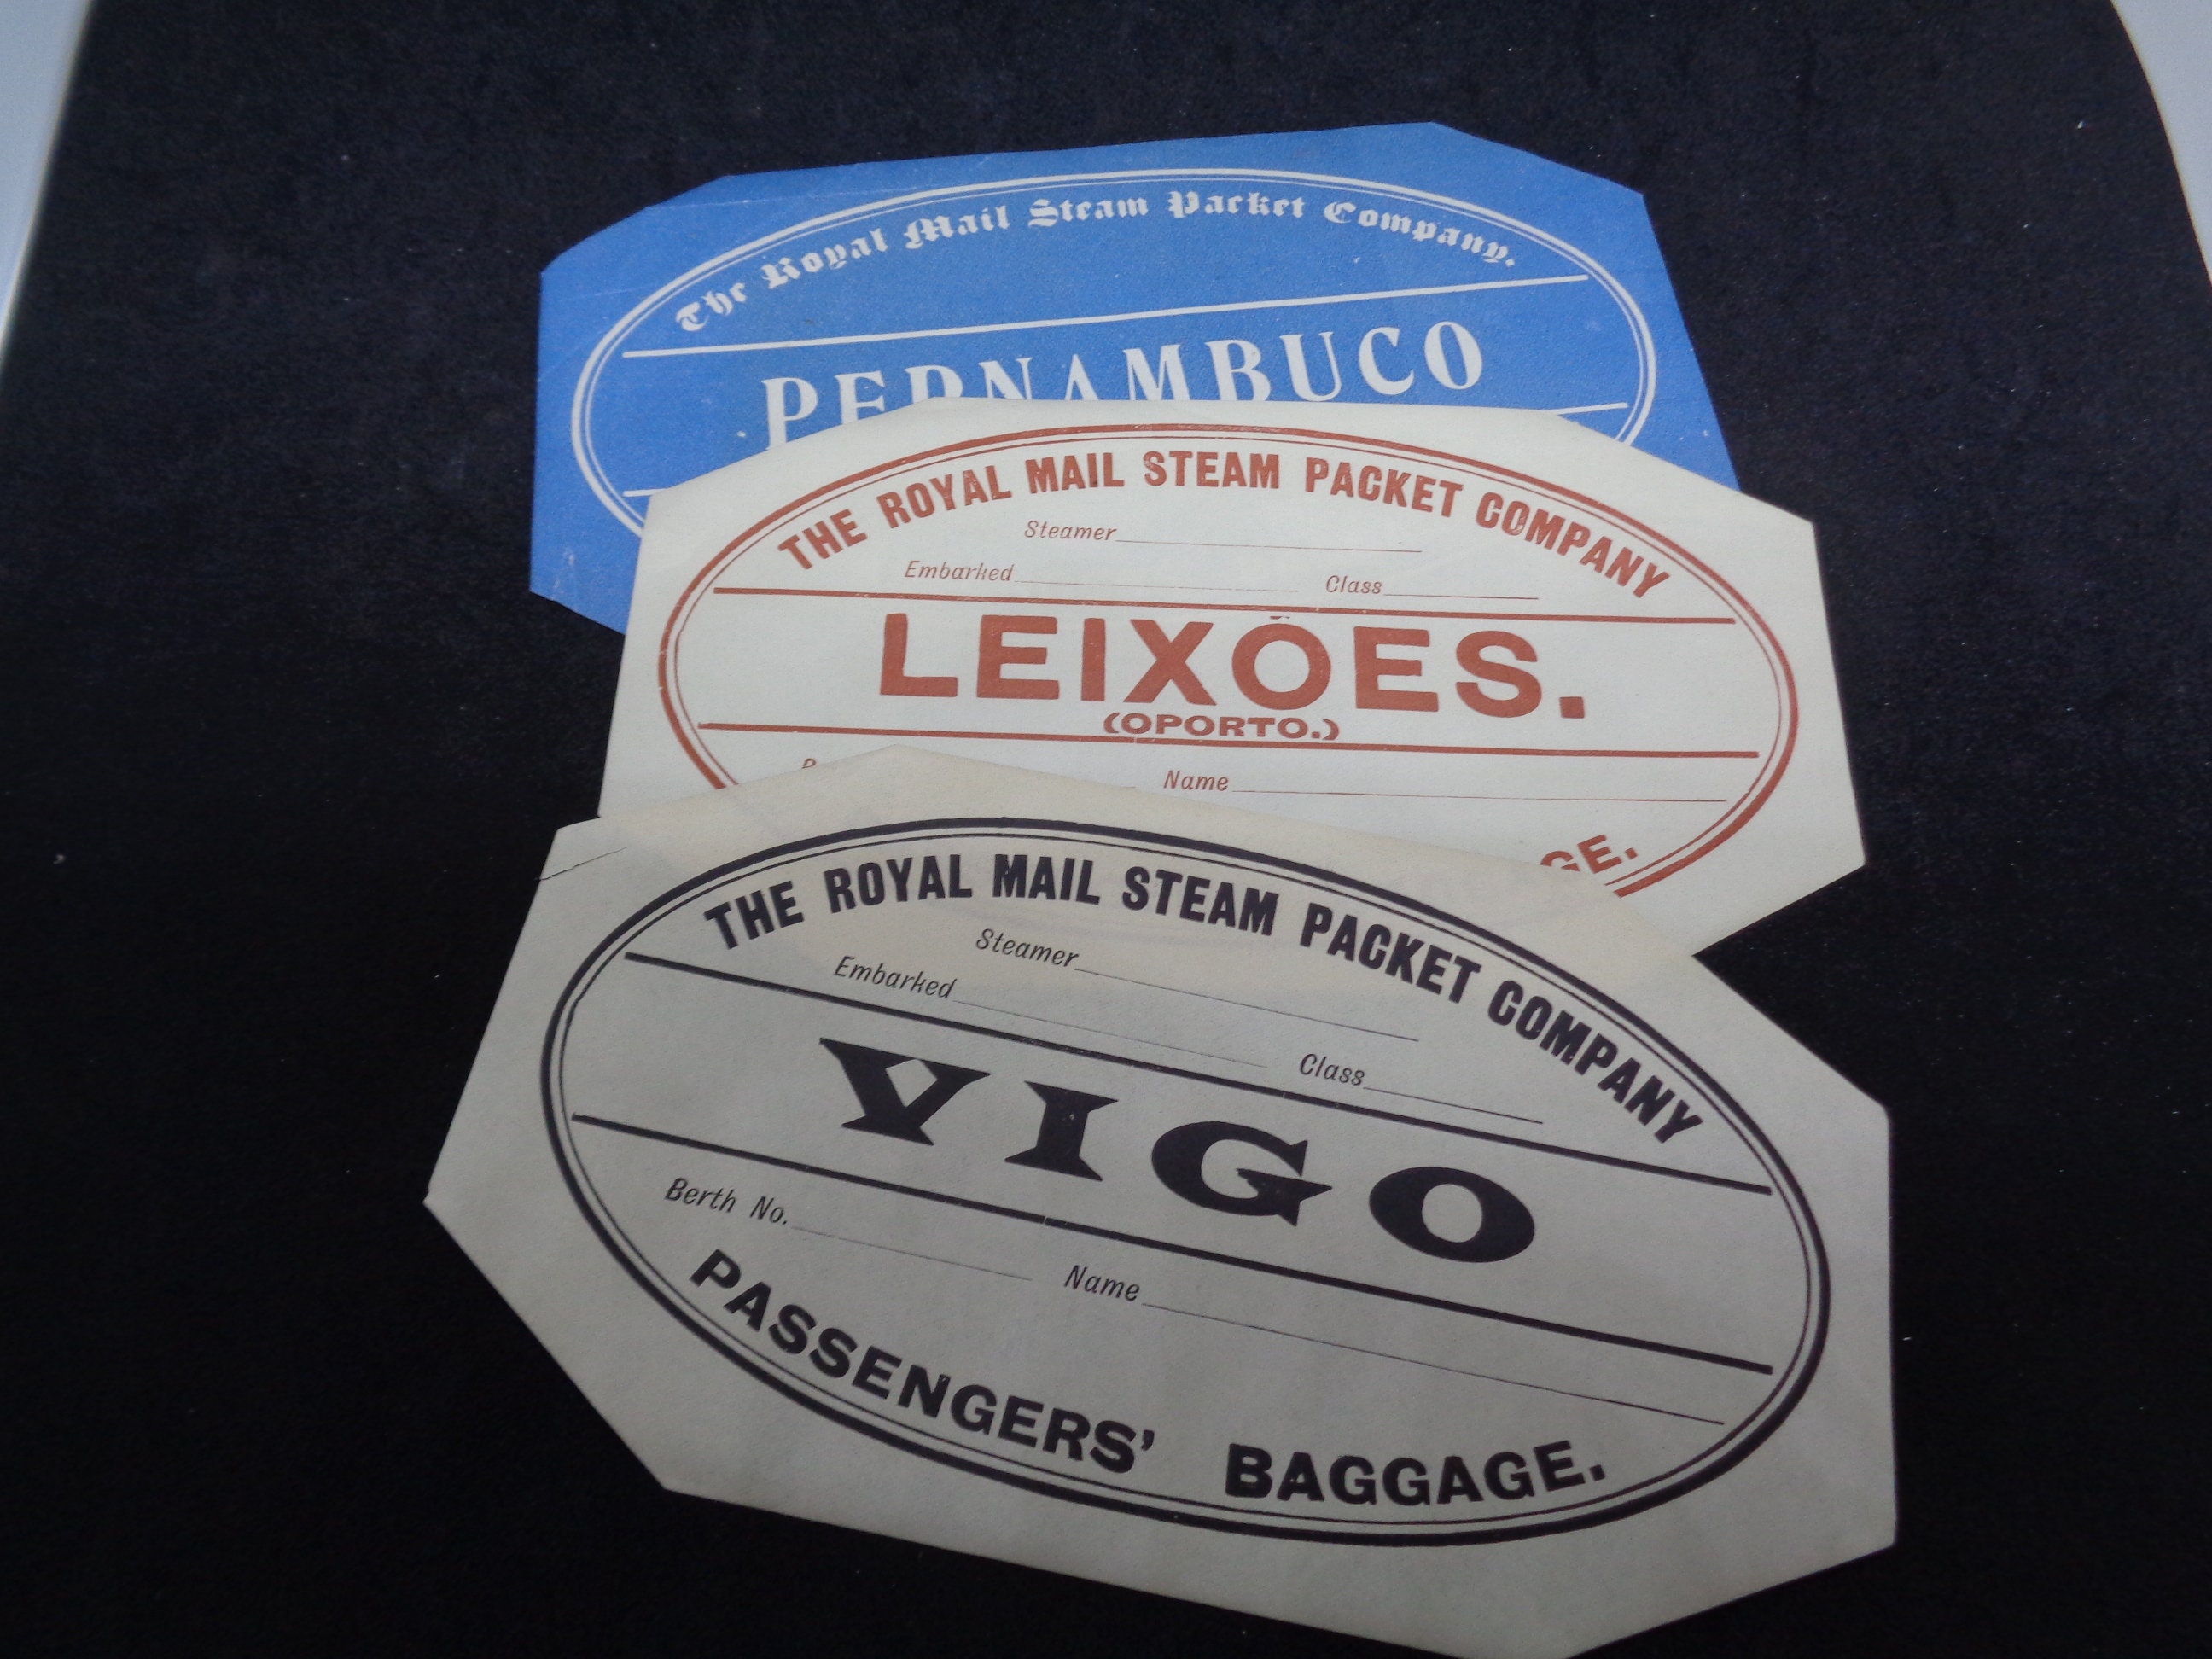 The Royal Mail Steam Packet Company.
PERNAMBUCO
THE ROYAL MAIL STEAM PACKET COMPANY
Steamer
Embarked Class
LEIXÕES.
(OPORTO.)
Name
THE ROYAL MAIL STEAM PACKET COMPANY
Steamer
Embarked
Class
VIGO
Berth No.
Name
PASSENGERS' BAGGAGE.